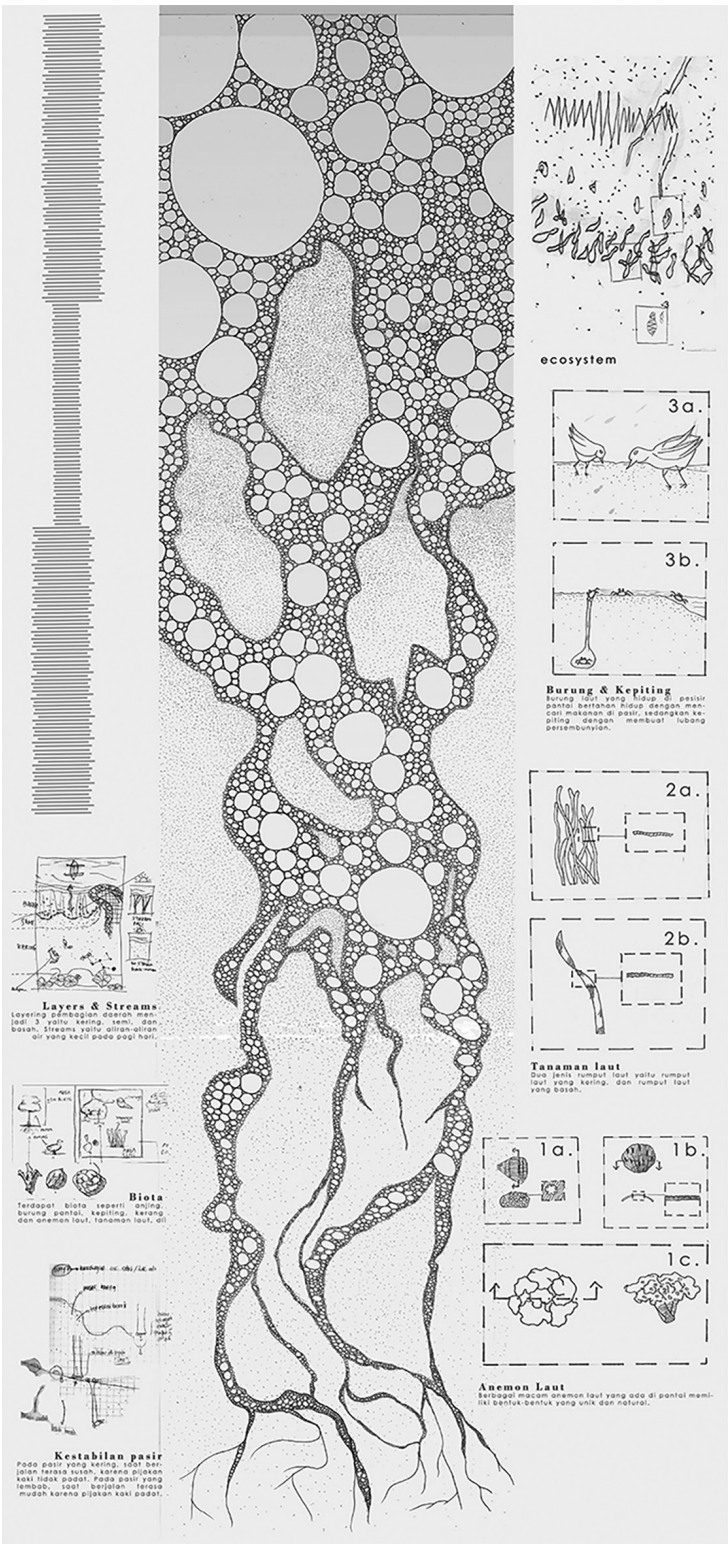 ecosystem
3a.
3b.
Burung & Kepiting
Burung laut yang hidup di pesisir
pantai bertahan hidup dengan men-
cari makanan di pasir, sedangkan ke-
piting dengan membuat lubang
persembunyian.
2a.
2b.
Tanaman laut
Dua jenis rumput laut yaitu rumput
laut yang kering, dan rumput laut
yang basah.
1a.
1b.
1c.
Anemon Laut
Berbagai macam anemon laut yang ada di pantai memi-
liki bentuk-bentuk yang unik dan natural.
KERING
Layers & Streams
Layering pembagian daerah men-
jadi 3 yaitu kering, semi, dan
basah. Streams yaitu aliran-aliran
air yang kecil pada pagi hari.
Biota
Terdapat biota seperti anjing,
burung pantai, kepiting, kerang
dan anemon laut, tanaman laut, dll
Kestabilan pasir
Pada pasir yang kering, saat ber-
jalan terasa susah, karena pijakan
kaki tidak padat. Pada pasir yang
lembab, saat berjalan terasa
mudah karena pijakan kaki padat.